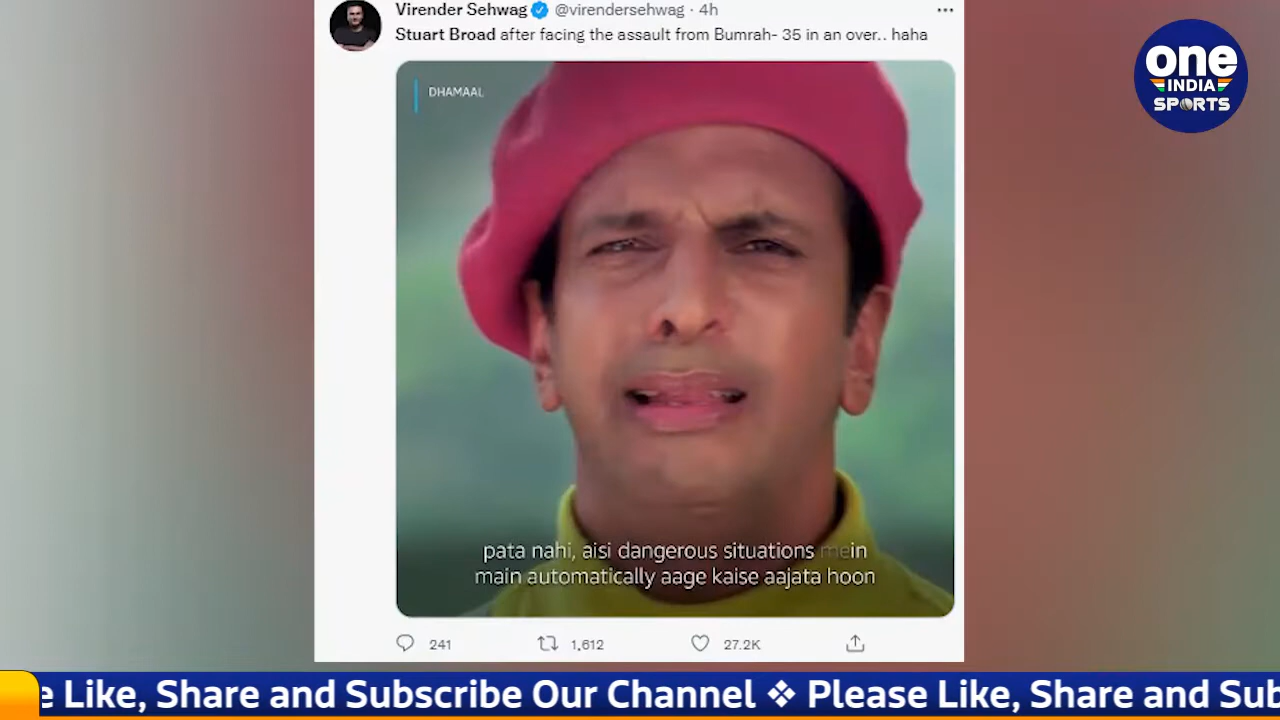 Virender Sehwag @virendersehwag · 4h
Stuart Broad after facing the assault from Bumrah- 35 in an over.. haha
DHAMAAL
one
INDIA
SPORTS
pata nahi, aisi dangerous situations mein
main automatically aage kaise aajata hoon
241 1,612 27.2K
e Like, Share and Subscribe Our Channel ❖ Please Like, Share and Sub